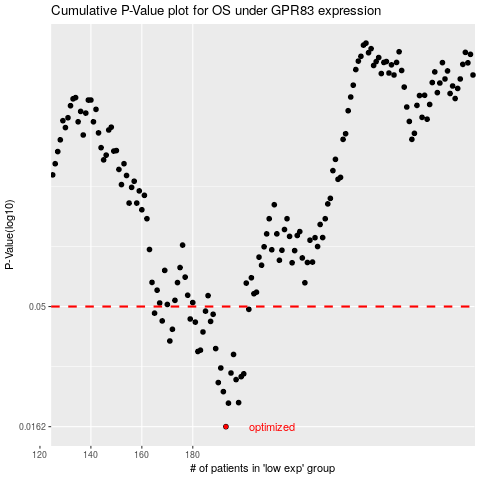 Cumulative P-Value plot for OS under GPR83 expression
P-Value(log10)
0.05
0.0162
optimized
120 140 160 180
# of patients in 'low exp' group